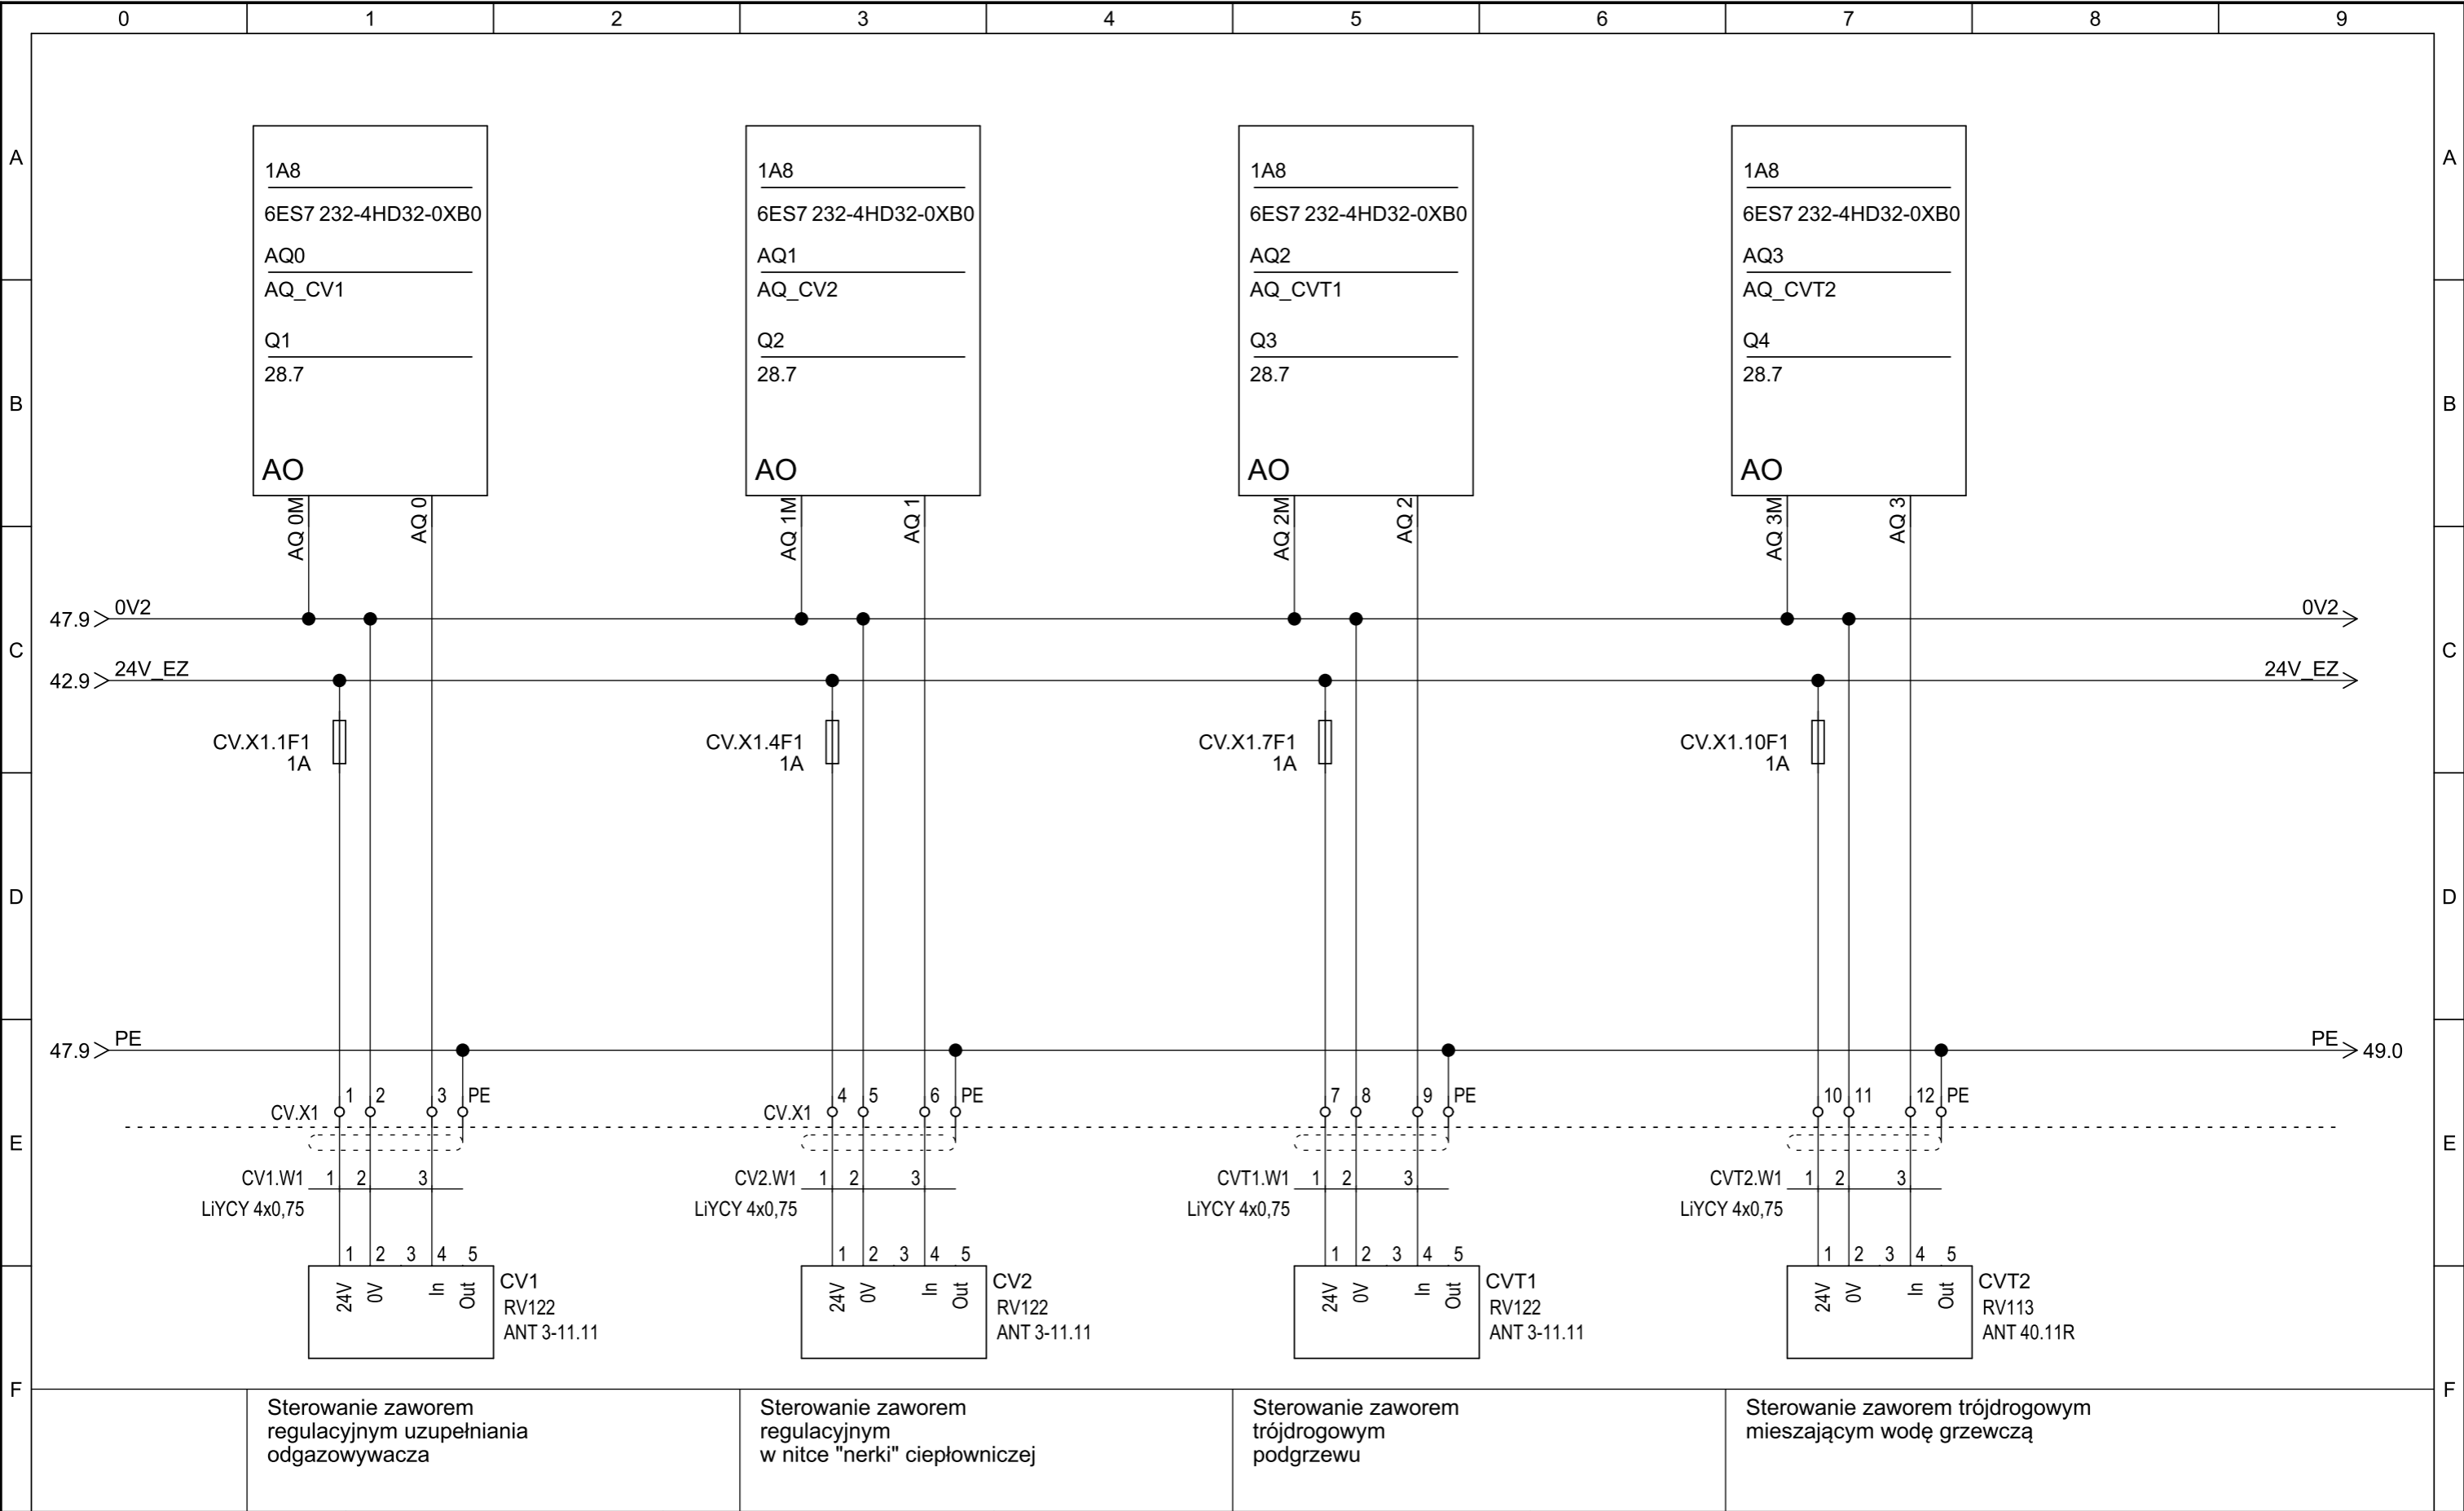 0 1 2 3 4 5 6 7 8 9
A A
1A8 1A8 1A8 1A8
6ES7 232-4HD32-0XB0 6ES7 232-4HD32-0XB0 6ES7 232-4HD32-0XB0 6ES7 232-4HD32-0XB0
AQ0 AQ1 AQ2 AQ3
AQ_CV1 AQ_CV2 AQ_CVT1 AQ_CVT2
Q1 Q2 Q3 Q4
28.7 28.7 28.7 28.7
B B
AO AO AO AO
AQ 0M AQ 0 AQ 1M AQ 1 AQ 2M AQ 2 AQ 3M AQ 3
47.9 0V2 0V2
C C
42.9 24V_EZ 24V_EZ
CV.X1.1F1 CV.X1.4F1 CV.X1.7F1 CV.X1.10F1
1A 1A 1A 1A
D D
47.9 PE PE 49.0
1 2 3 PE 4 5 6 PE 7 8 9 PE 10 11 12 PE
CV.X1 CV.X1
E E
CV1.W1 1 2 3 CV2.W1 1 2 3 CVT1.W1 1 2 3 CVT2.W1 1 2 3
LiYCY 4x0,75 LiYCY 4x0,75 LiYCY 4x0,75 LiYCY 4x0,75
1 2 3 4 5 1 2 3 4 5 1 2 3 4 5 1 2 3 4 5
24V 0V In Out CV1 24V 0V In Out CV2 24V 0V In Out CVT1 24V 0V In Out CVT2
RV122 RV122 RV122 RV113
ANT 3-11.11 ANT 3-11.11 ANT 3-11.11 ANT 40.11R
F F
Sterowanie zaworem
regulacyjnym uzupełniania
odgazowywacza
Sterowanie zaworem
regulacyjnym
w nitce "nerki" ciepłowniczej
Sterowanie zaworem
trójdrogowym
podgrzewu
Sterowanie zaworem trójdrogowym
mieszającym wodę grzewczą